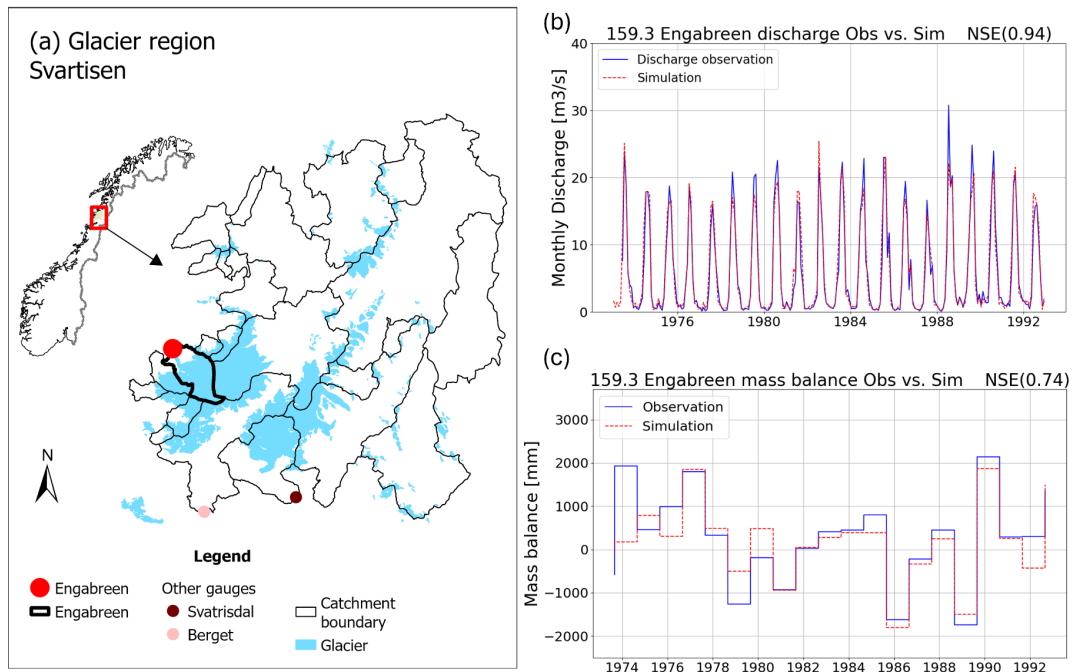 (a) Glacier region
Svartisen
N
Legend
Engabreen
Engabreen
Other gauges
Svatrisdal
Berget
Catchment
boundary
Glacier
(b)
159.3 Engabreen discharge Obs vs. Sim NSE(0.94)
Discharge observation
Simulation
Monthly Discharge [m3/s]
40
30
20
10
0
1976 1980 1984 1988 1992
(c)
159.3 Engabreen mass balance Obs vs. Sim NSE(0.74)
Observation
Simulation
Mass balance [mm]
3000
2000
1000
0
−1000
−2000
1974 1976 1978 1980 1982 1984 1986 1988 1990 1992